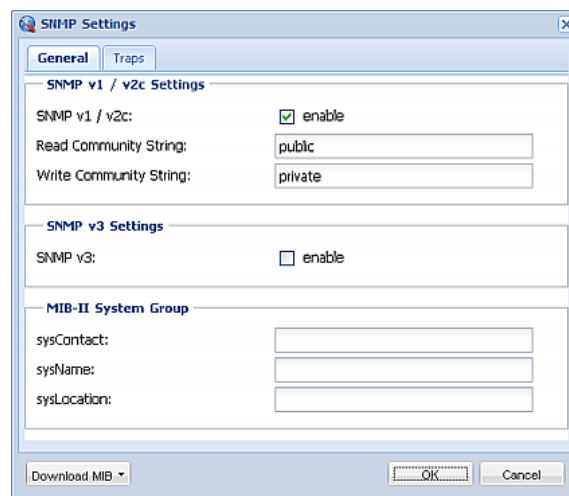 SNMP Settings
General Traps
SNMP v1 / v2c Settings
SNMP v1 / v2c: enable
Read Community String: public
Write Community String: private
SNMP v3 Settings
SNMP v3: enable
MIB-II System Group
sysContact:
sysName:
sysLocation:
Download MIB OK Cancel